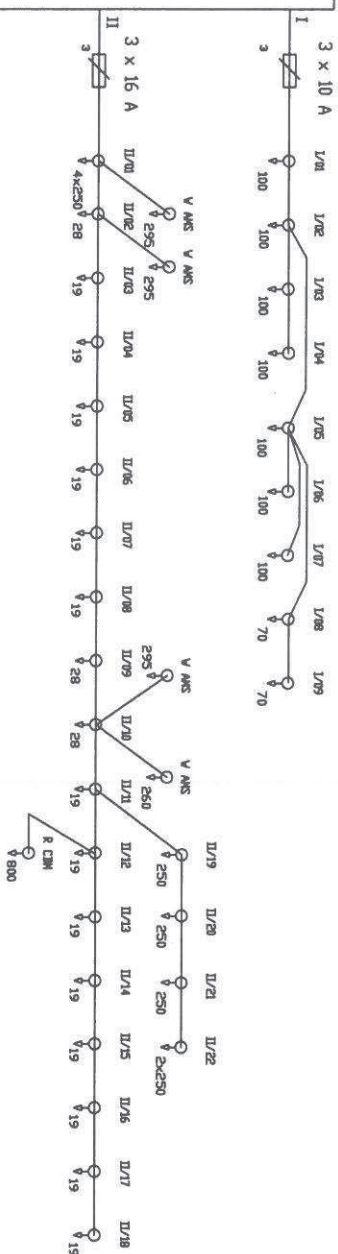 I
3 x 10 A
3
I/01 I/02 I/03 I/04 I/05 I/06 I/07 I/08 I/09
100 100 100 100 100 100 100 70 70
II
3 x 16 A
3
W AMS W AMS W AMS W AMS
295 295 295 260
II/19 II/20 II/21 II/22
250 250 250 2x250
II/01 II/02 II/03 II/04 II/05 II/06 II/07 II/08 II/09 II/10 II/11 II/12 II/13 II/14 II/15 II/16 II/17 II/18
4x250 28 19 19 19 19 19 19 28 28 19 19 19 19 19 19 19 19
R CBM
800